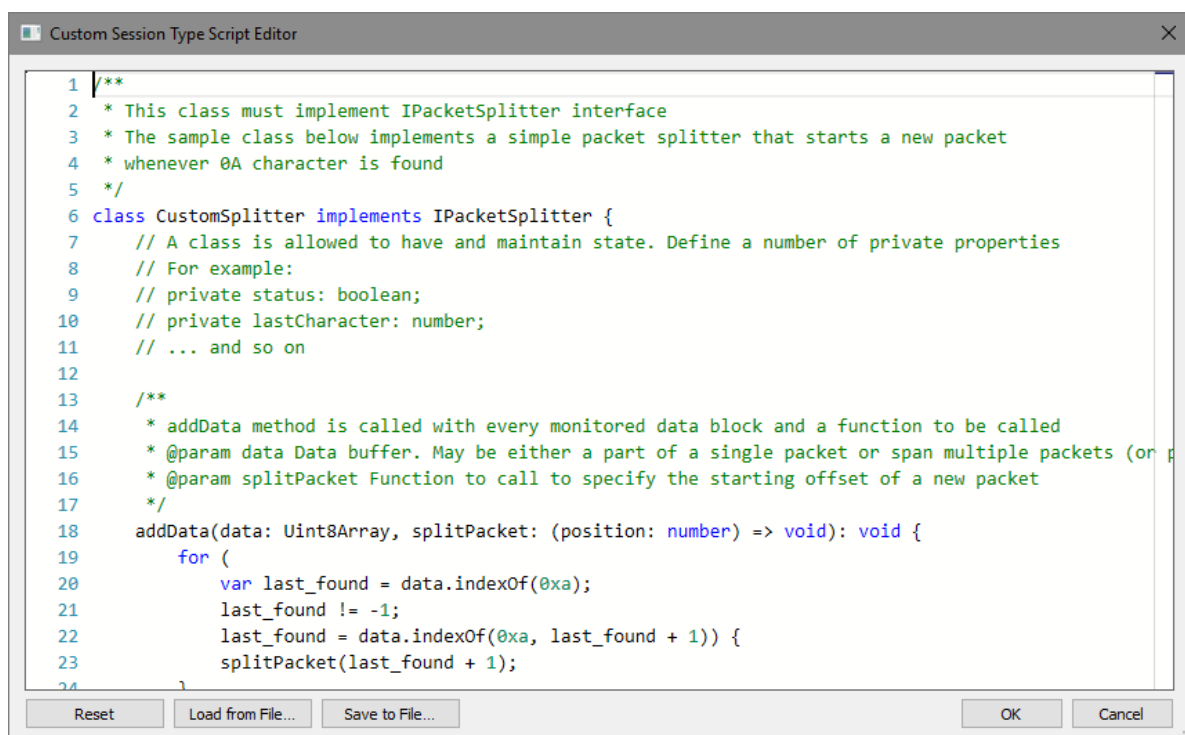 Custom Session Type Script Editor
1 /**
2  * This class must implement IPacketSplitter interface
3  * The sample class below implements a simple packet splitter that starts a new packet
4  * whenever 0A character is found
5  */
6 class CustomSplitter implements IPacketSplitter {
7     // A class is allowed to have and maintain state. Define a number of private properties
8     // For example:
9     // private status: boolean;
10     // private lastCharacter: number;
11     // ... and so on
12
13     /**
14      * addData method is called with every monitored data block and a function to be called
15      * @param data Data buffer. May be either a part of a single packet or span multiple packets (or
16      * @param splitPacket Function to call to specify the starting offset of a new packet
17      */
18     addData(data: Uint8Array, splitPacket: (position: number) => void): void {
19         for (
20             var last_found = data.indexOf(0xa);
21             last_found != -1;
22             last_found = data.indexOf(0xa, last_found + 1)) {
23             splitPacket(last_found + 1);
24         }
Reset Load from File... Save to File... OK Cancel